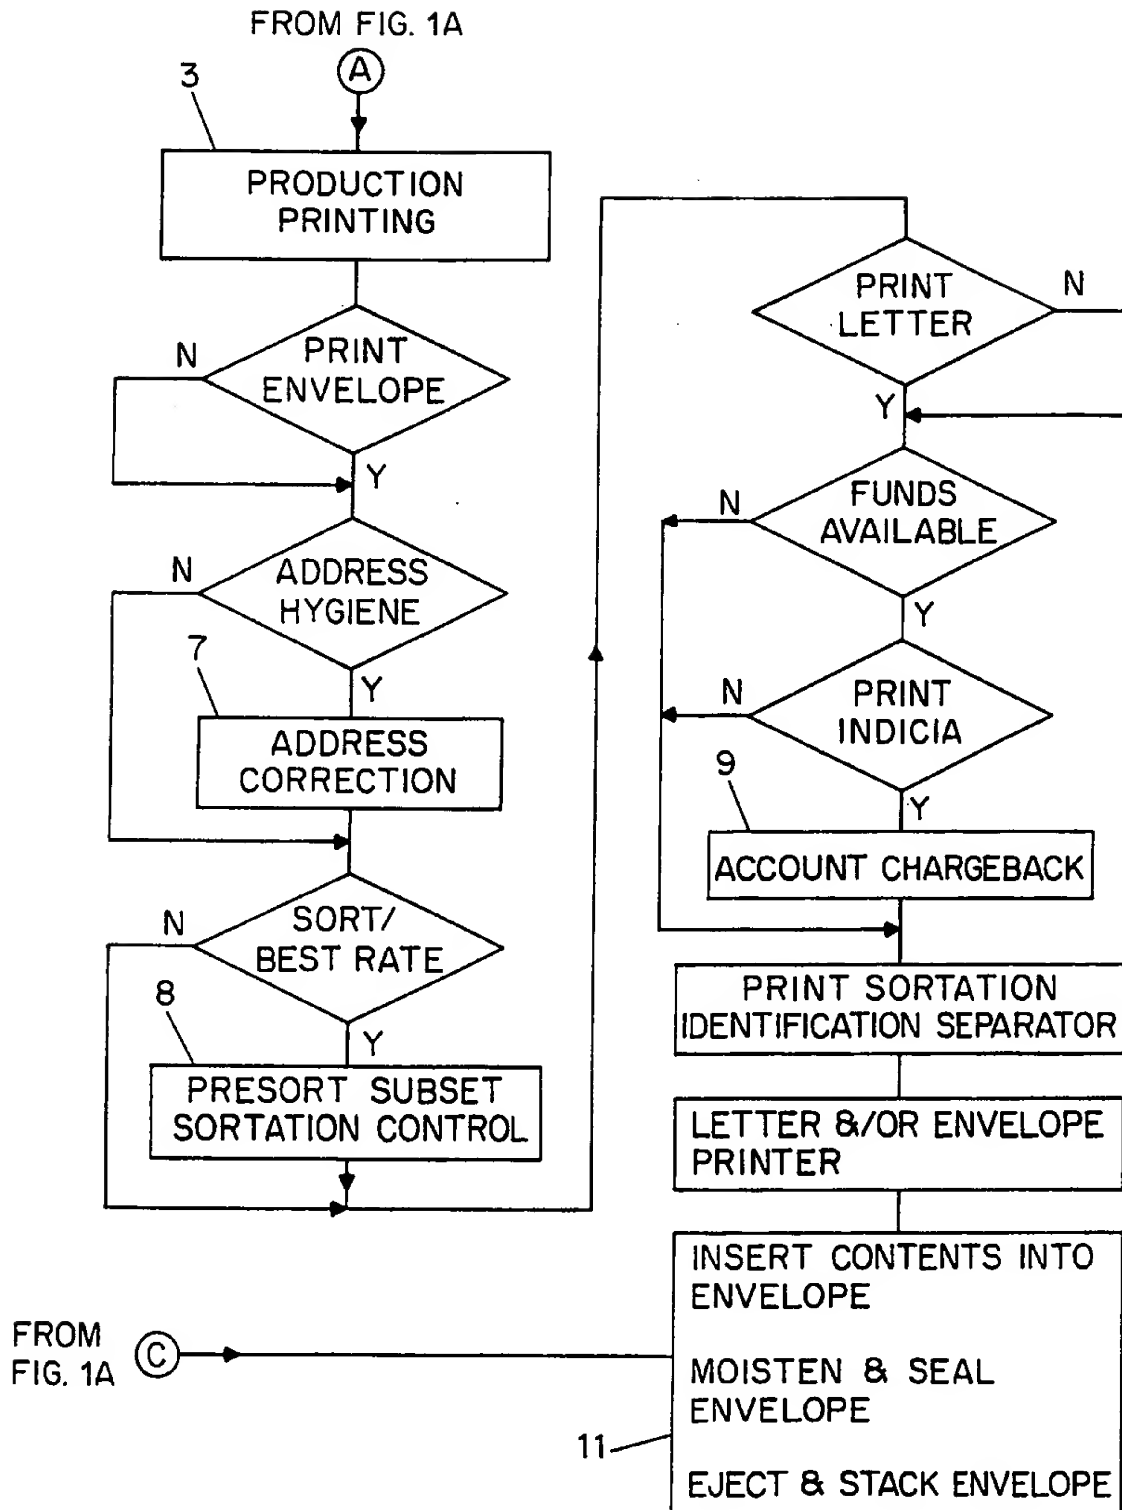 FROM FIG. 1A
A
3
PRODUCTION
PRINTING
N
PRINT
ENVELOPE
Y
N
ADDRESS
HYGIENE
7
Y
ADDRESS
CORRECTION
N
SORT/
BEST RATE
8
Y
PRESORT SUBSET
SORTATION CONTROL
PRINT
LETTER
N
Y
N
FUNDS
AVAILABLE
Y
N
PRINT
INDICIA
9
Y
ACCOUNT CHARGEBACK
PRINT SORTATION
IDENTIFICATION SEPARATOR
LETTER &/OR ENVELOPE
PRINTER
INSERT CONTENTS INTO
ENVELOPE
FROM
FIG. 1A
C
MOISTEN & SEAL
ENVELOPE
11
EJECT & STACK ENVELOPE